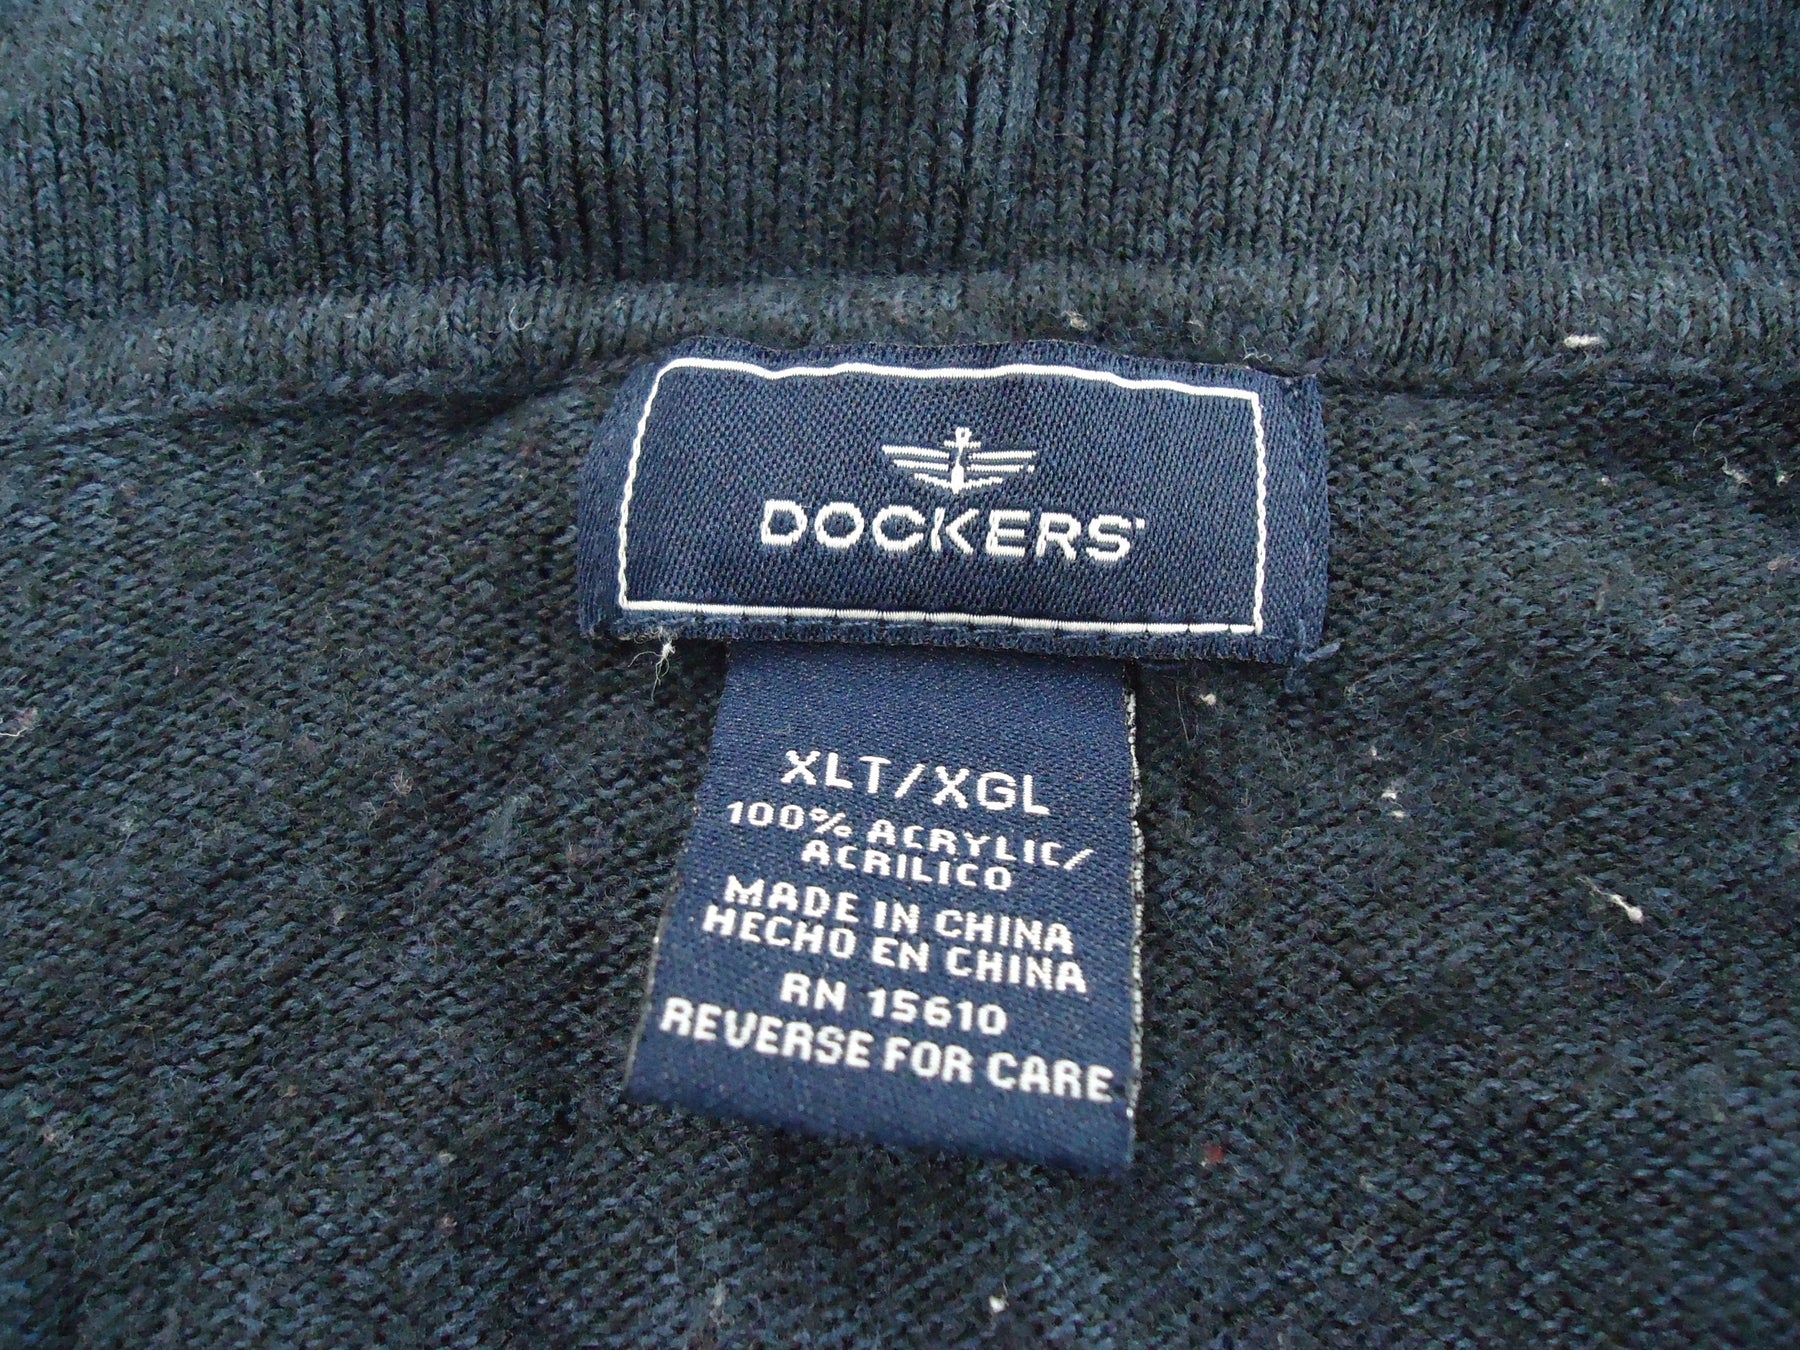 DOCKERS
XLT/XGL
100% ACRYLIC/
ACRILICO
MADE IN CHINA
HECHO EN CHINA
RN 15610
REVERSE FOR CARE